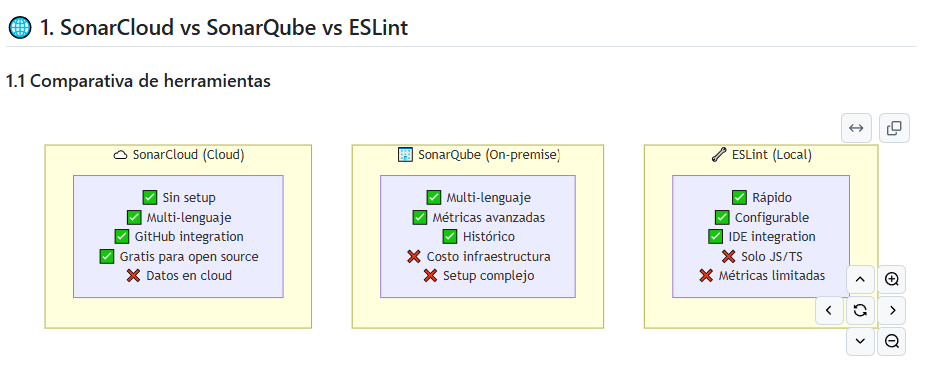 🌐 1. SonarCloud vs SonarQube vs ESLint
1.1 Comparativa de herramientas
☁ SonarCloud (Cloud)
✅ Sin setup
✅ Multi-lenguaje
✅ GitHub integration
✅ Gratis para open source
❌ Datos en cloud
🏢 SonarQube (On-premise)
✅ Multi-lenguaje
✅ Métricas avanzadas
✅ Histórico
❌ Costo infraestructura
❌ Setup complejo
🔧 ESLint (Local)
✅ Rápido
✅ Configurable
✅ IDE integration
❌ Solo JS/TS
❌ Métricas limitadas